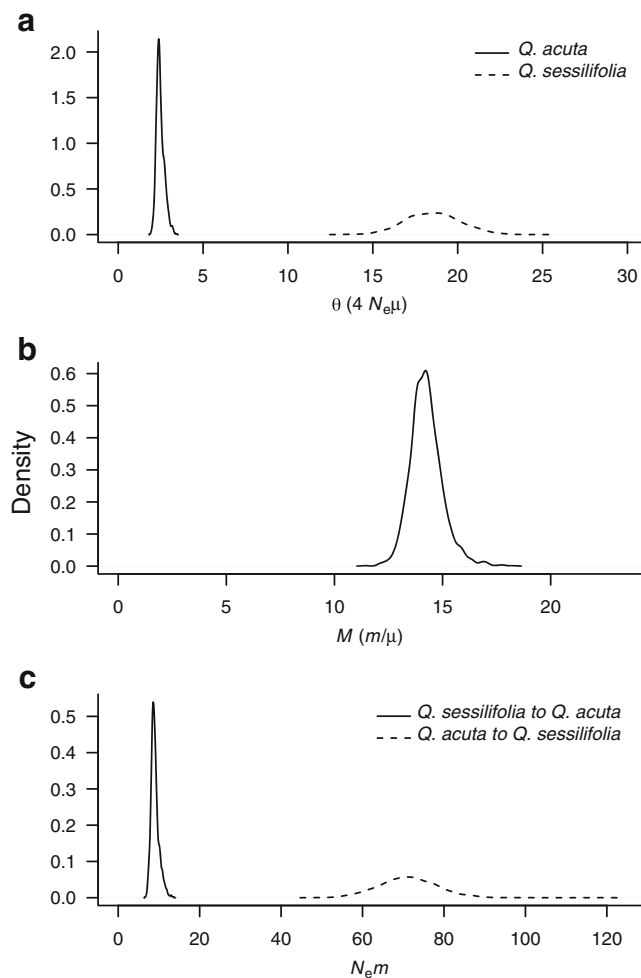 a
Q. acuta
Q. sessilifolia
2.0
1.5
1.0
0.5
0.0
0 5 10 15 20 25 30
θ (4 Neμ)
b
Density
0.6
0.5
0.4
0.3
0.2
0.1
0.0
0 5 10 15 20
M (m/μ)
c
Q. sessilifolia to Q. acuta
Q. acuta to Q. sessilifolia
0.5
0.4
0.3
0.2
0.1
0.0
0 20 40 60 80 100 120
Nem